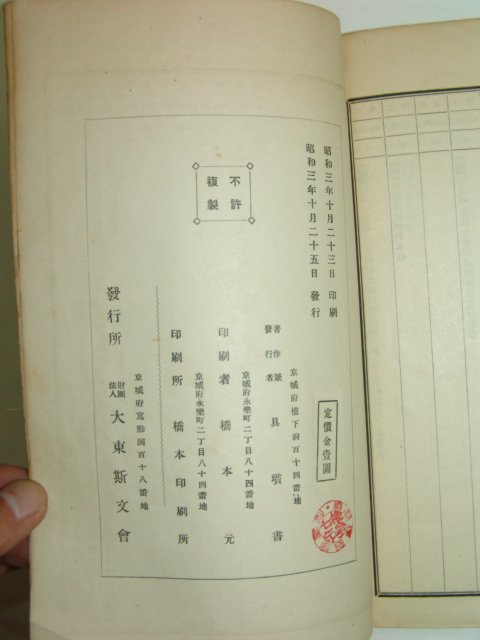 昭和三年十月二十三日 印刷
昭和三年十月二十五日 發行
不許
複製
定價金壹圓
京城府橋下洞百十四番地
著作兼
發行者 具瓚書
京城府永樂町二丁目八十四番地
印刷者 橋本元
京城府永樂町二丁目八十四番地
印刷所 橋本印刷所
京城府寬勳洞百十八番地
發行所 財團法人 大東斯文會